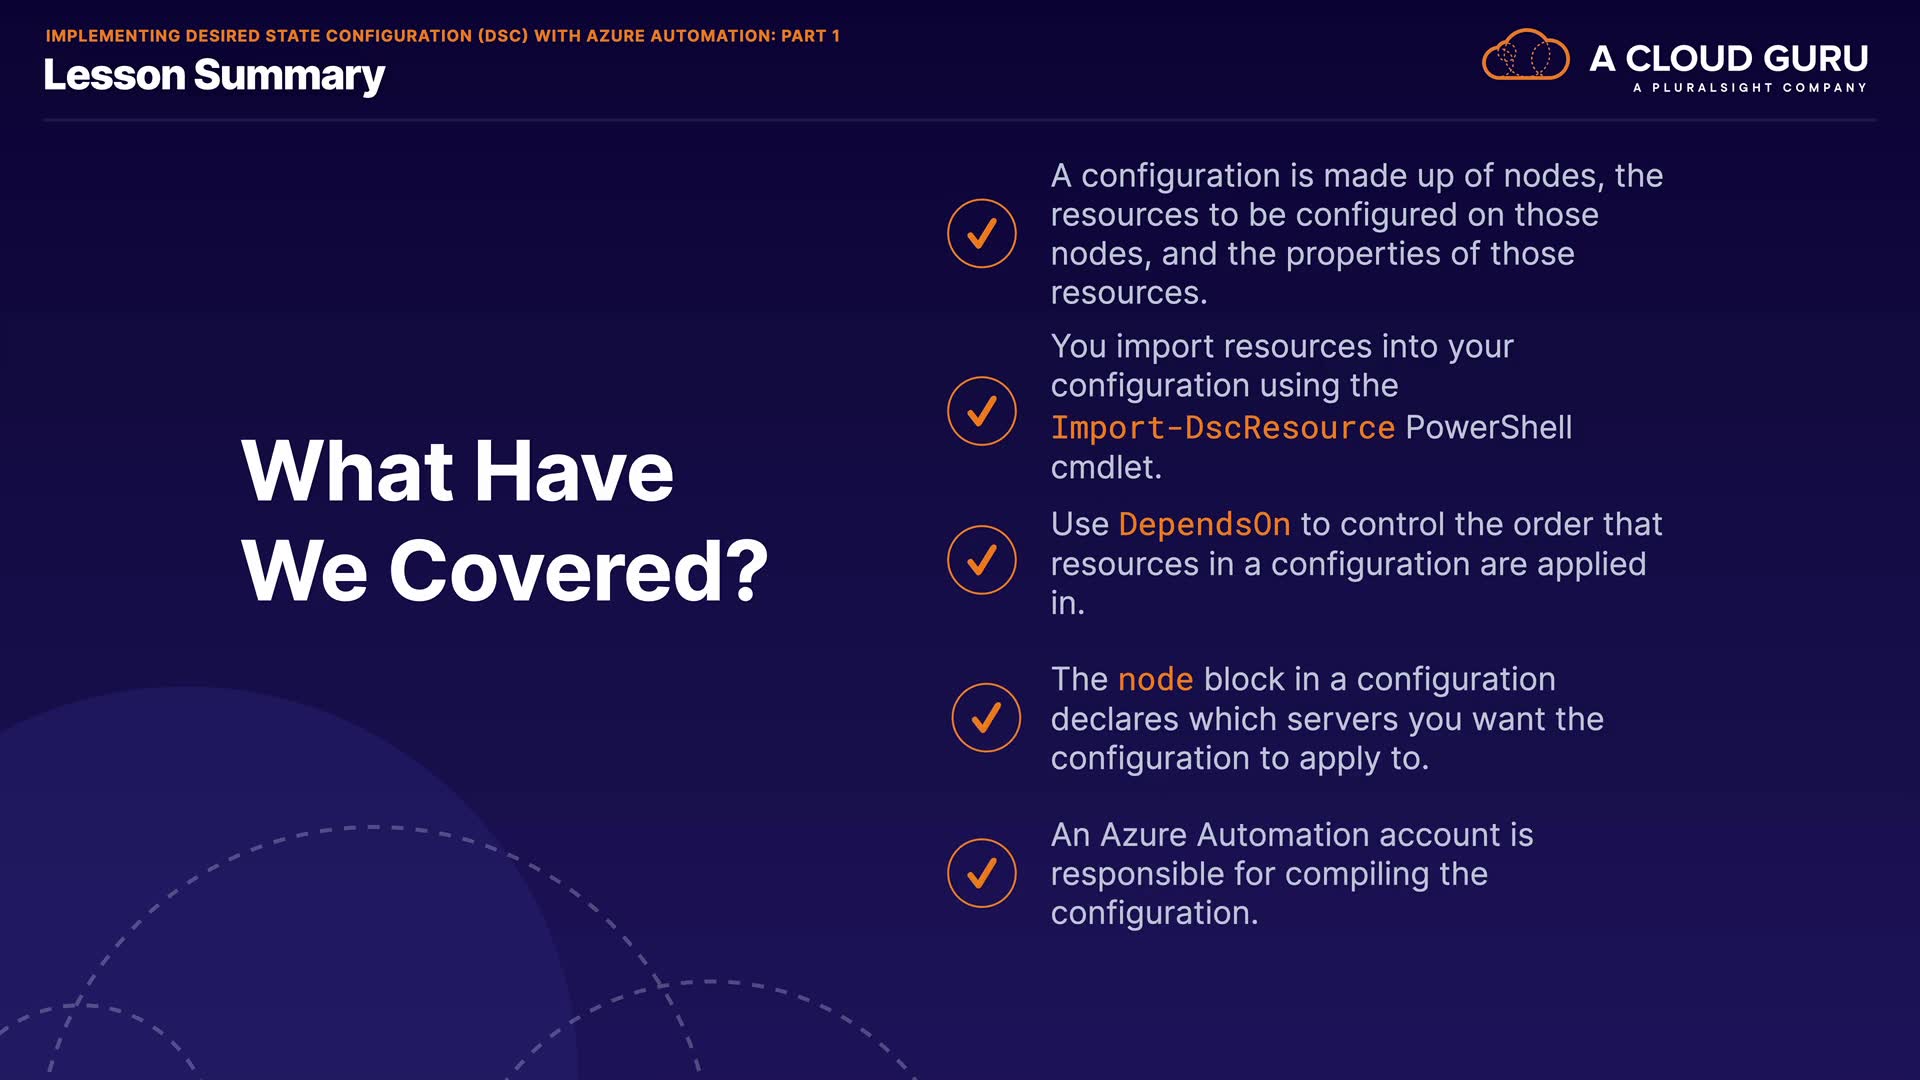 IMPLEMENTING DESIRED STATE CONFIGURATION (DSC) WITH AZURE AUTOMATION: PART 1
Lesson Summary
A CLOUD GURU
A PLURALSIGHT COMPANY
What Have
We Covered?
A configuration is made up of nodes, the
resources to be configured on those
nodes, and the properties of those
resources.
You import resources into your
configuration using the
Import-DscResource PowerShell
cmdlet.
Use DependsOn to control the order that
resources in a configuration are applied
in.
The node block in a configuration
declares which servers you want the
configuration to apply to.
An Azure Automation account is
responsible for compiling the
configuration.